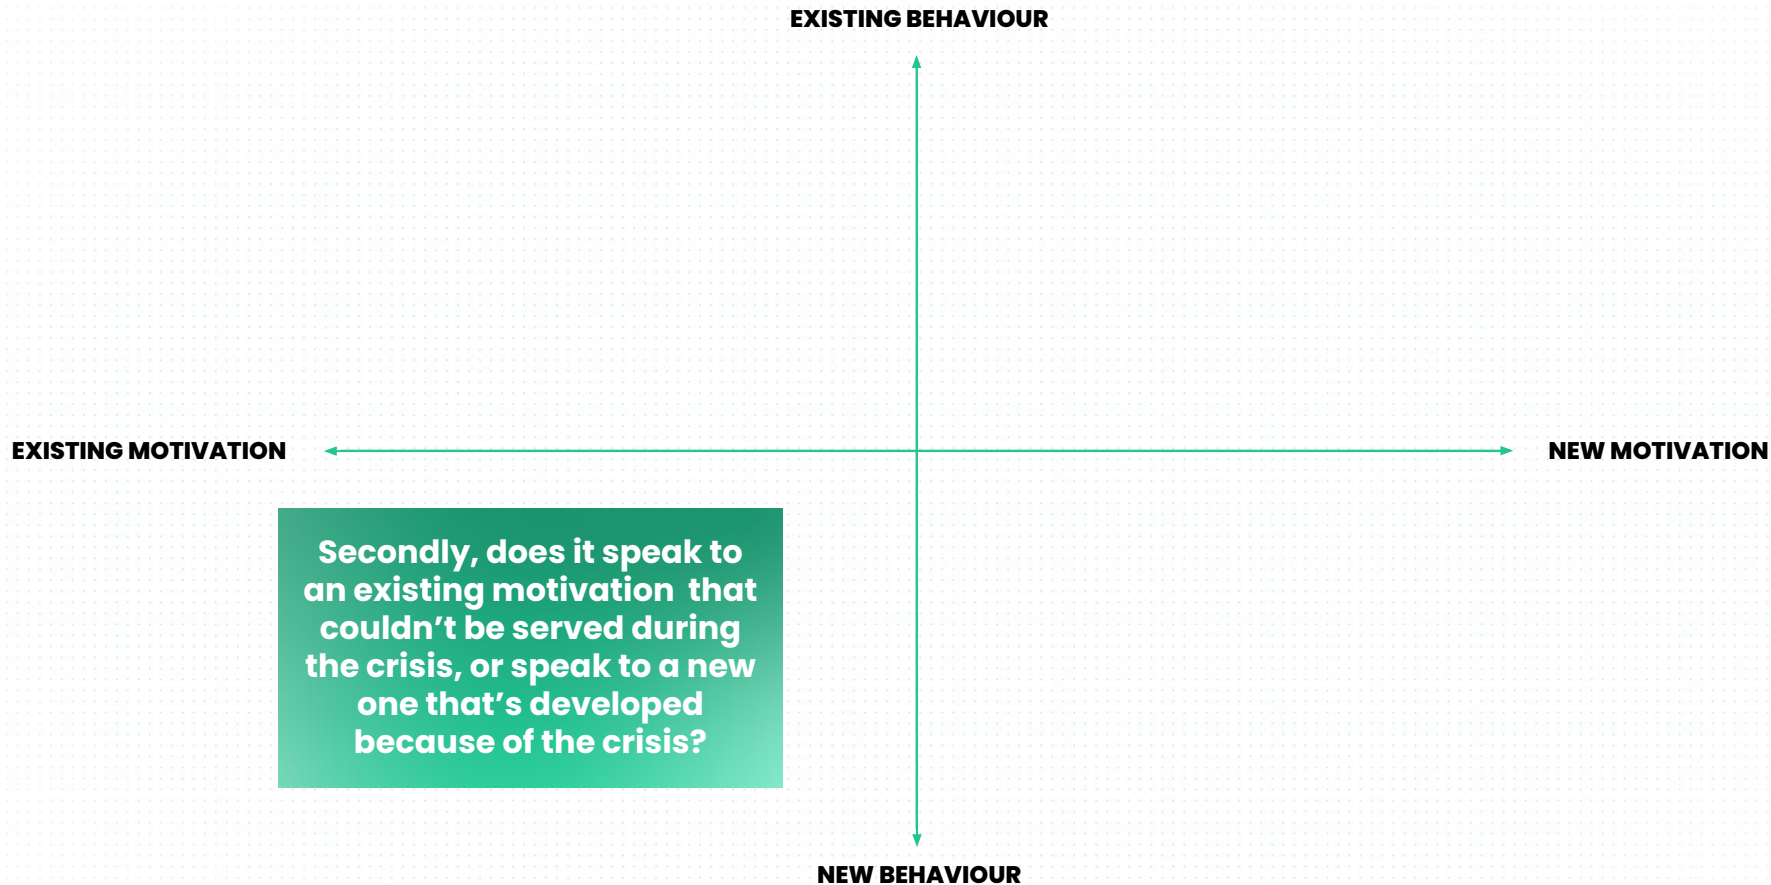 EXISTING BEHAVIOUR
EXISTING MOTIVATION
NEW MOTIVATION
Secondly, does it speak to
an existing motivation  that
couldn’t be served during
the crisis, or speak to a new
one that’s developed
because of the crisis?
NEW BEHAVIOUR